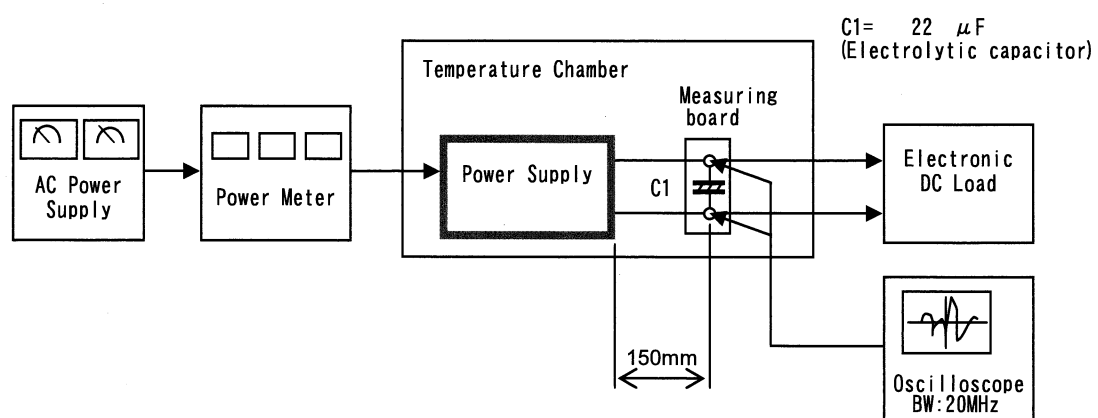 C1=  22 μF
(Electrolytic capacitor)
Temperature Chamber
Measuring
board
AC Power
Supply
Power Meter
Power Supply
C1
Electronic
DC Load
150mm
Oscilloscope
BW:20MHz